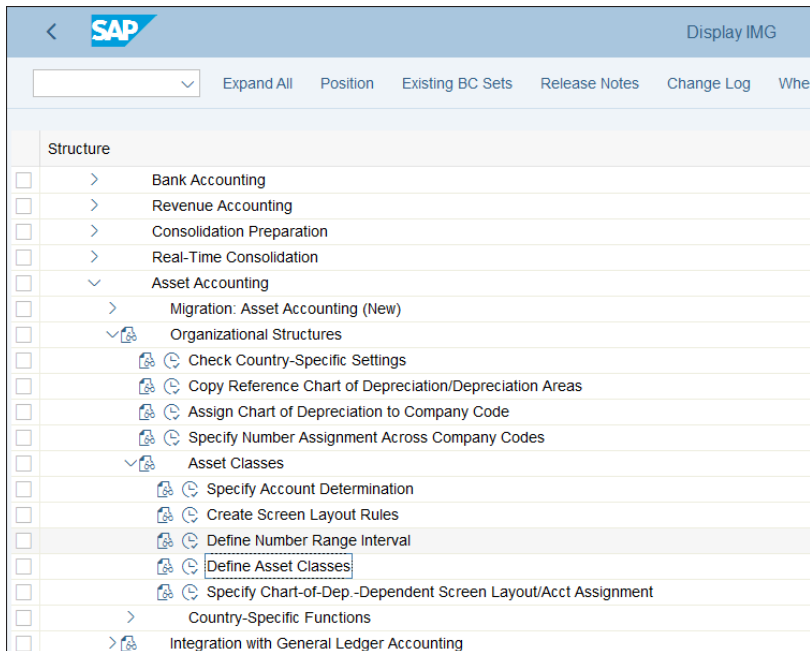 SAP
Display IMG
Expand All Position Existing BC Sets Release Notes Change Log Whe
Structure
Bank Accounting
Revenue Accounting
Consolidation Preparation
Real-Time Consolidation
Asset Accounting
Migration: Asset Accounting (New)
Organizational Structures
Check Country-Specific Settings
Copy Reference Chart of Depreciation/Depreciation Areas
Assign Chart of Depreciation to Company Code
Specify Number Assignment Across Company Codes
Asset Classes
Specify Account Determination
Create Screen Layout Rules
Define Number Range Interval
Define Asset Classes
Specify Chart-of-Dep.-Dependent Screen Layout/Acct Assignment
Country-Specific Functions
Integration with General Ledger Accounting